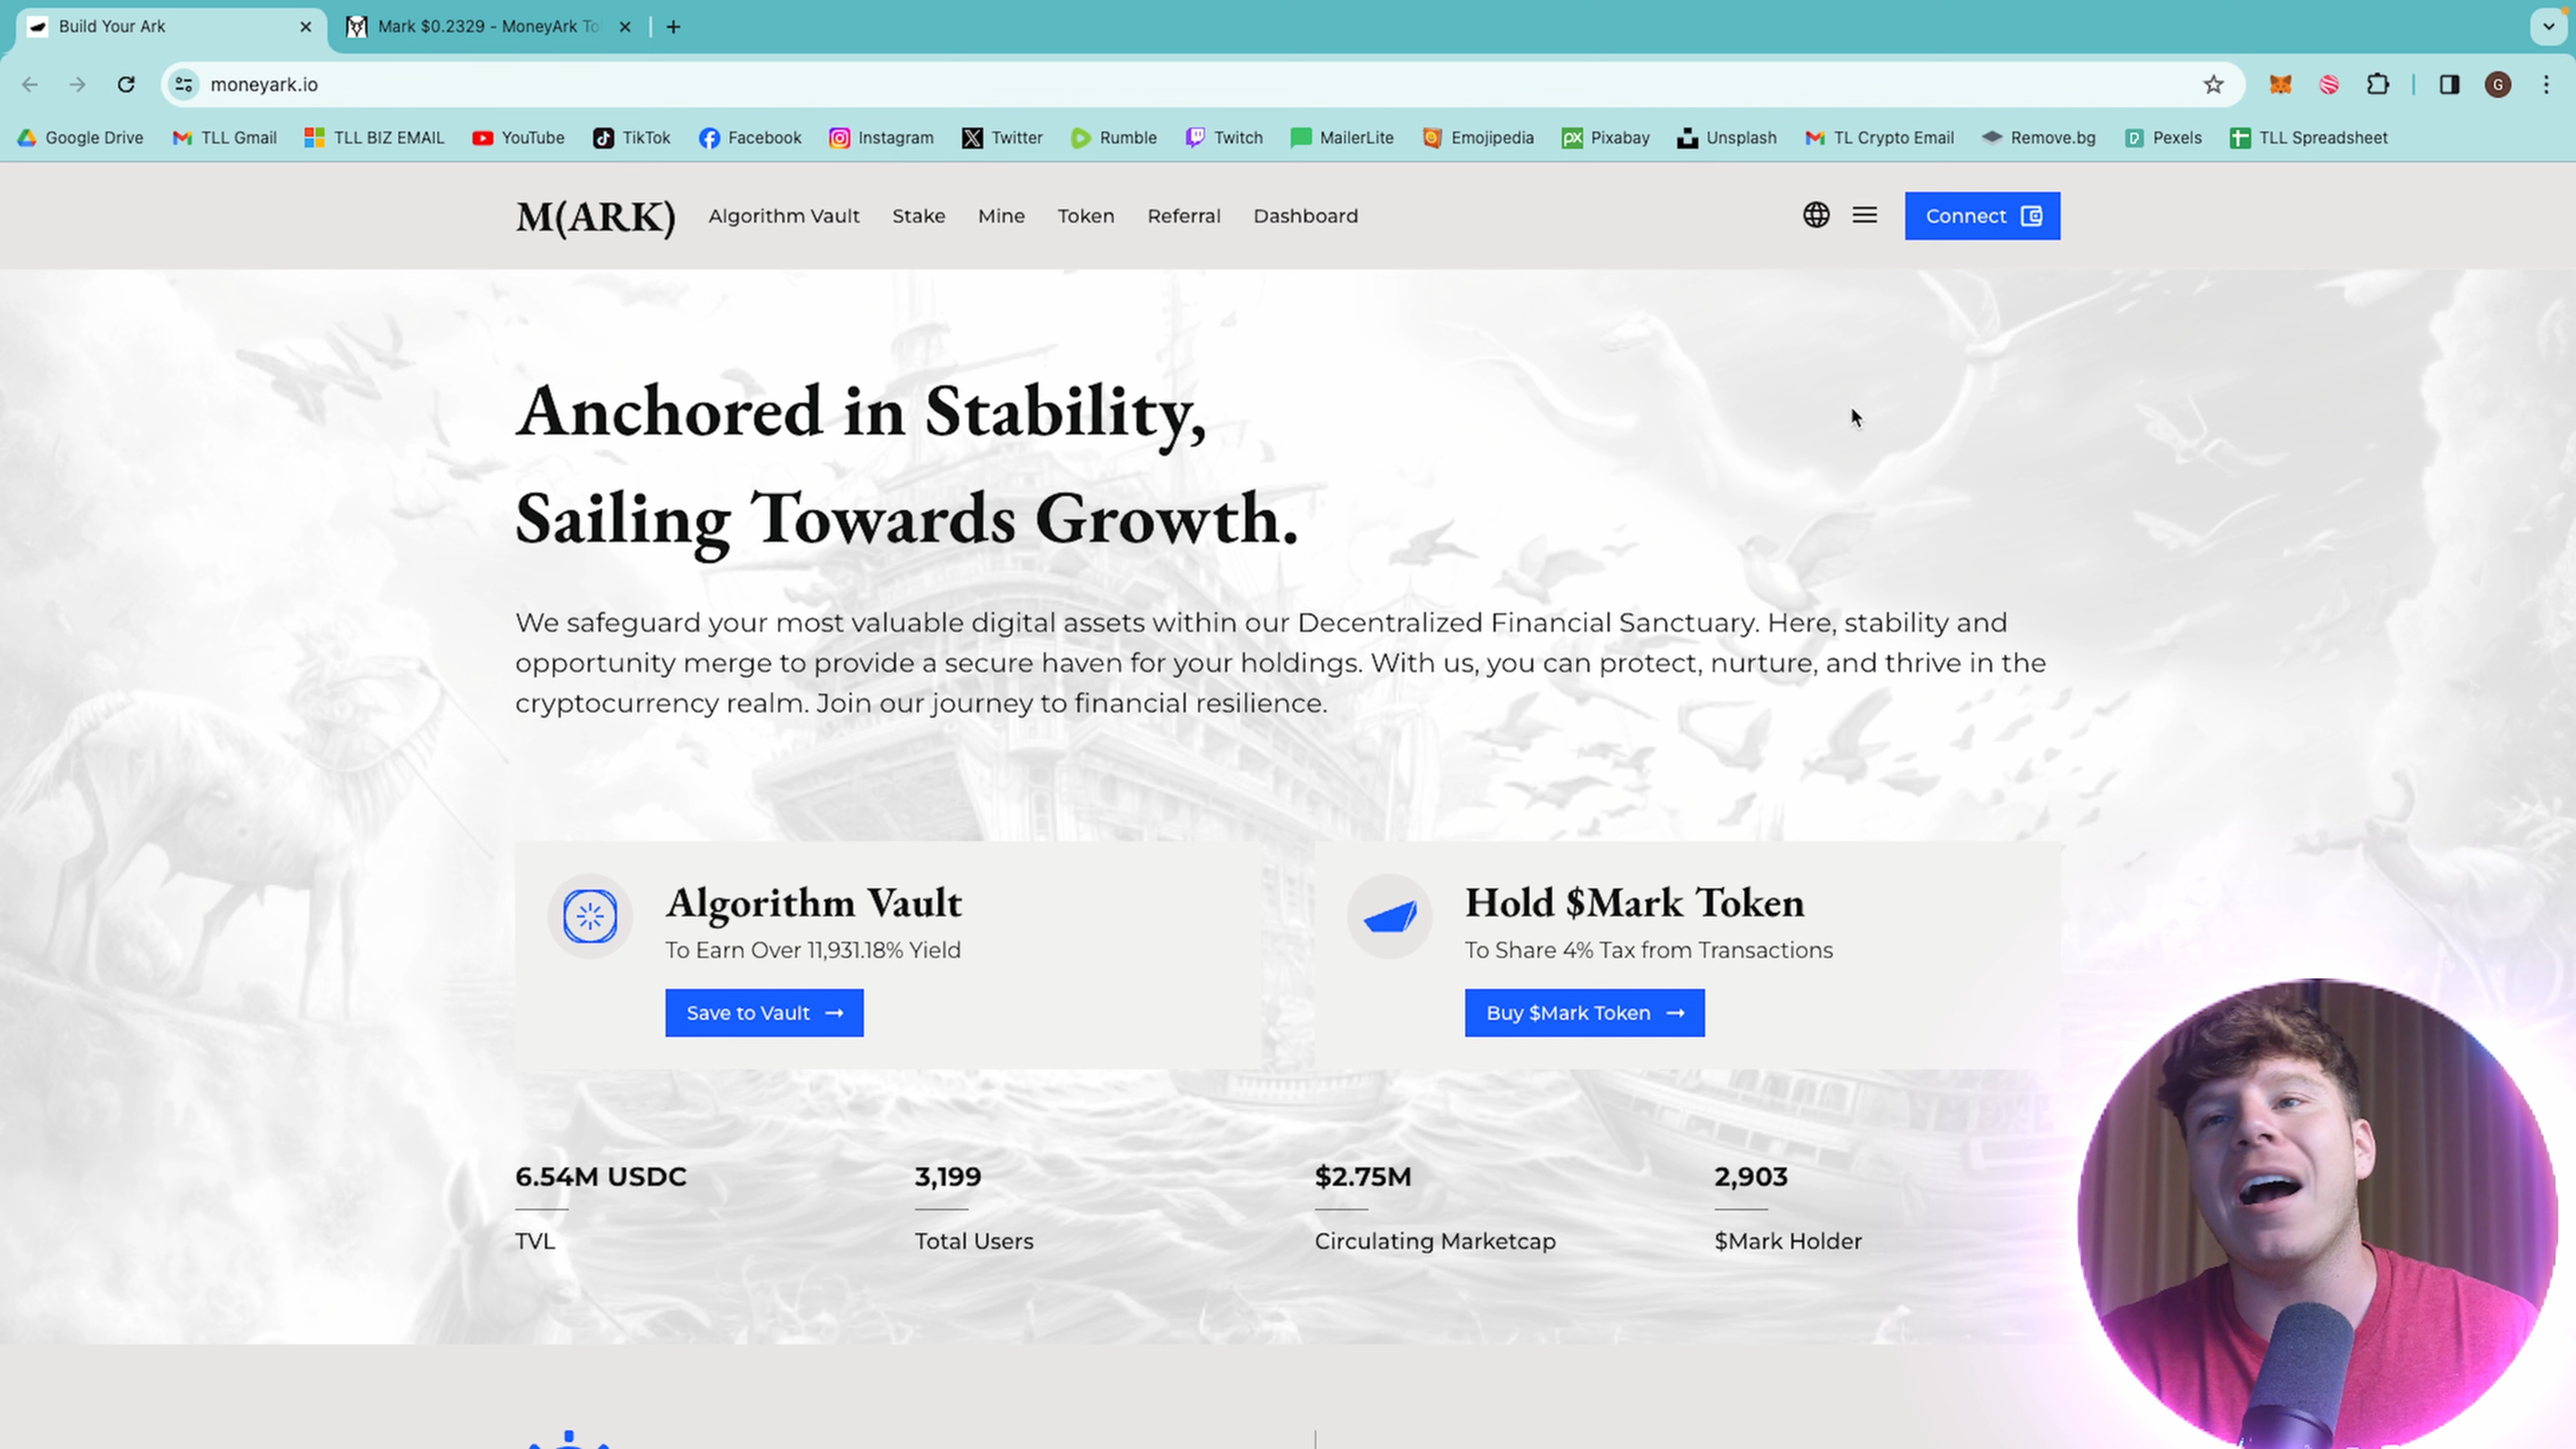 Build Your Ark
Mark $0.2329 - MoneyArk To
moneyark.io
G
Google Drive
TLL Gmail
TLL BIZ EMAIL
YouTube
TikTok
Facebook
Instagram
Twitter
Rumble
Twitch
MailerLite
Emojipedia
Pixabay
Unsplash
TL Crypto Email
Remove.bg
Pexels
TLL Spreadsheet
M(ARK)
Algorithm Vault
Stake
Mine
Token
Referral
Dashboard
Connect
Anchored in Stability,
Sailing Towards Growth.
We safeguard your most valuable digital assets within our Decentralized Financial Sanctuary. Here, stability and
opportunity merge to provide a secure haven for your holdings. With us, you can protect, nurture, and thrive in the
cryptocurrency realm. Join our journey to financial resilience.
Algorithm Vault
To Earn Over 11,931.18% Yield
Save to Vault →
Hold $Mark Token
To Share 4% Tax from Transactions
Buy $Mark Token →
6.54M USDC
TVL
3,199
Total Users
$2.75M
Circulating Marketcap
2,903
$Mark Holder